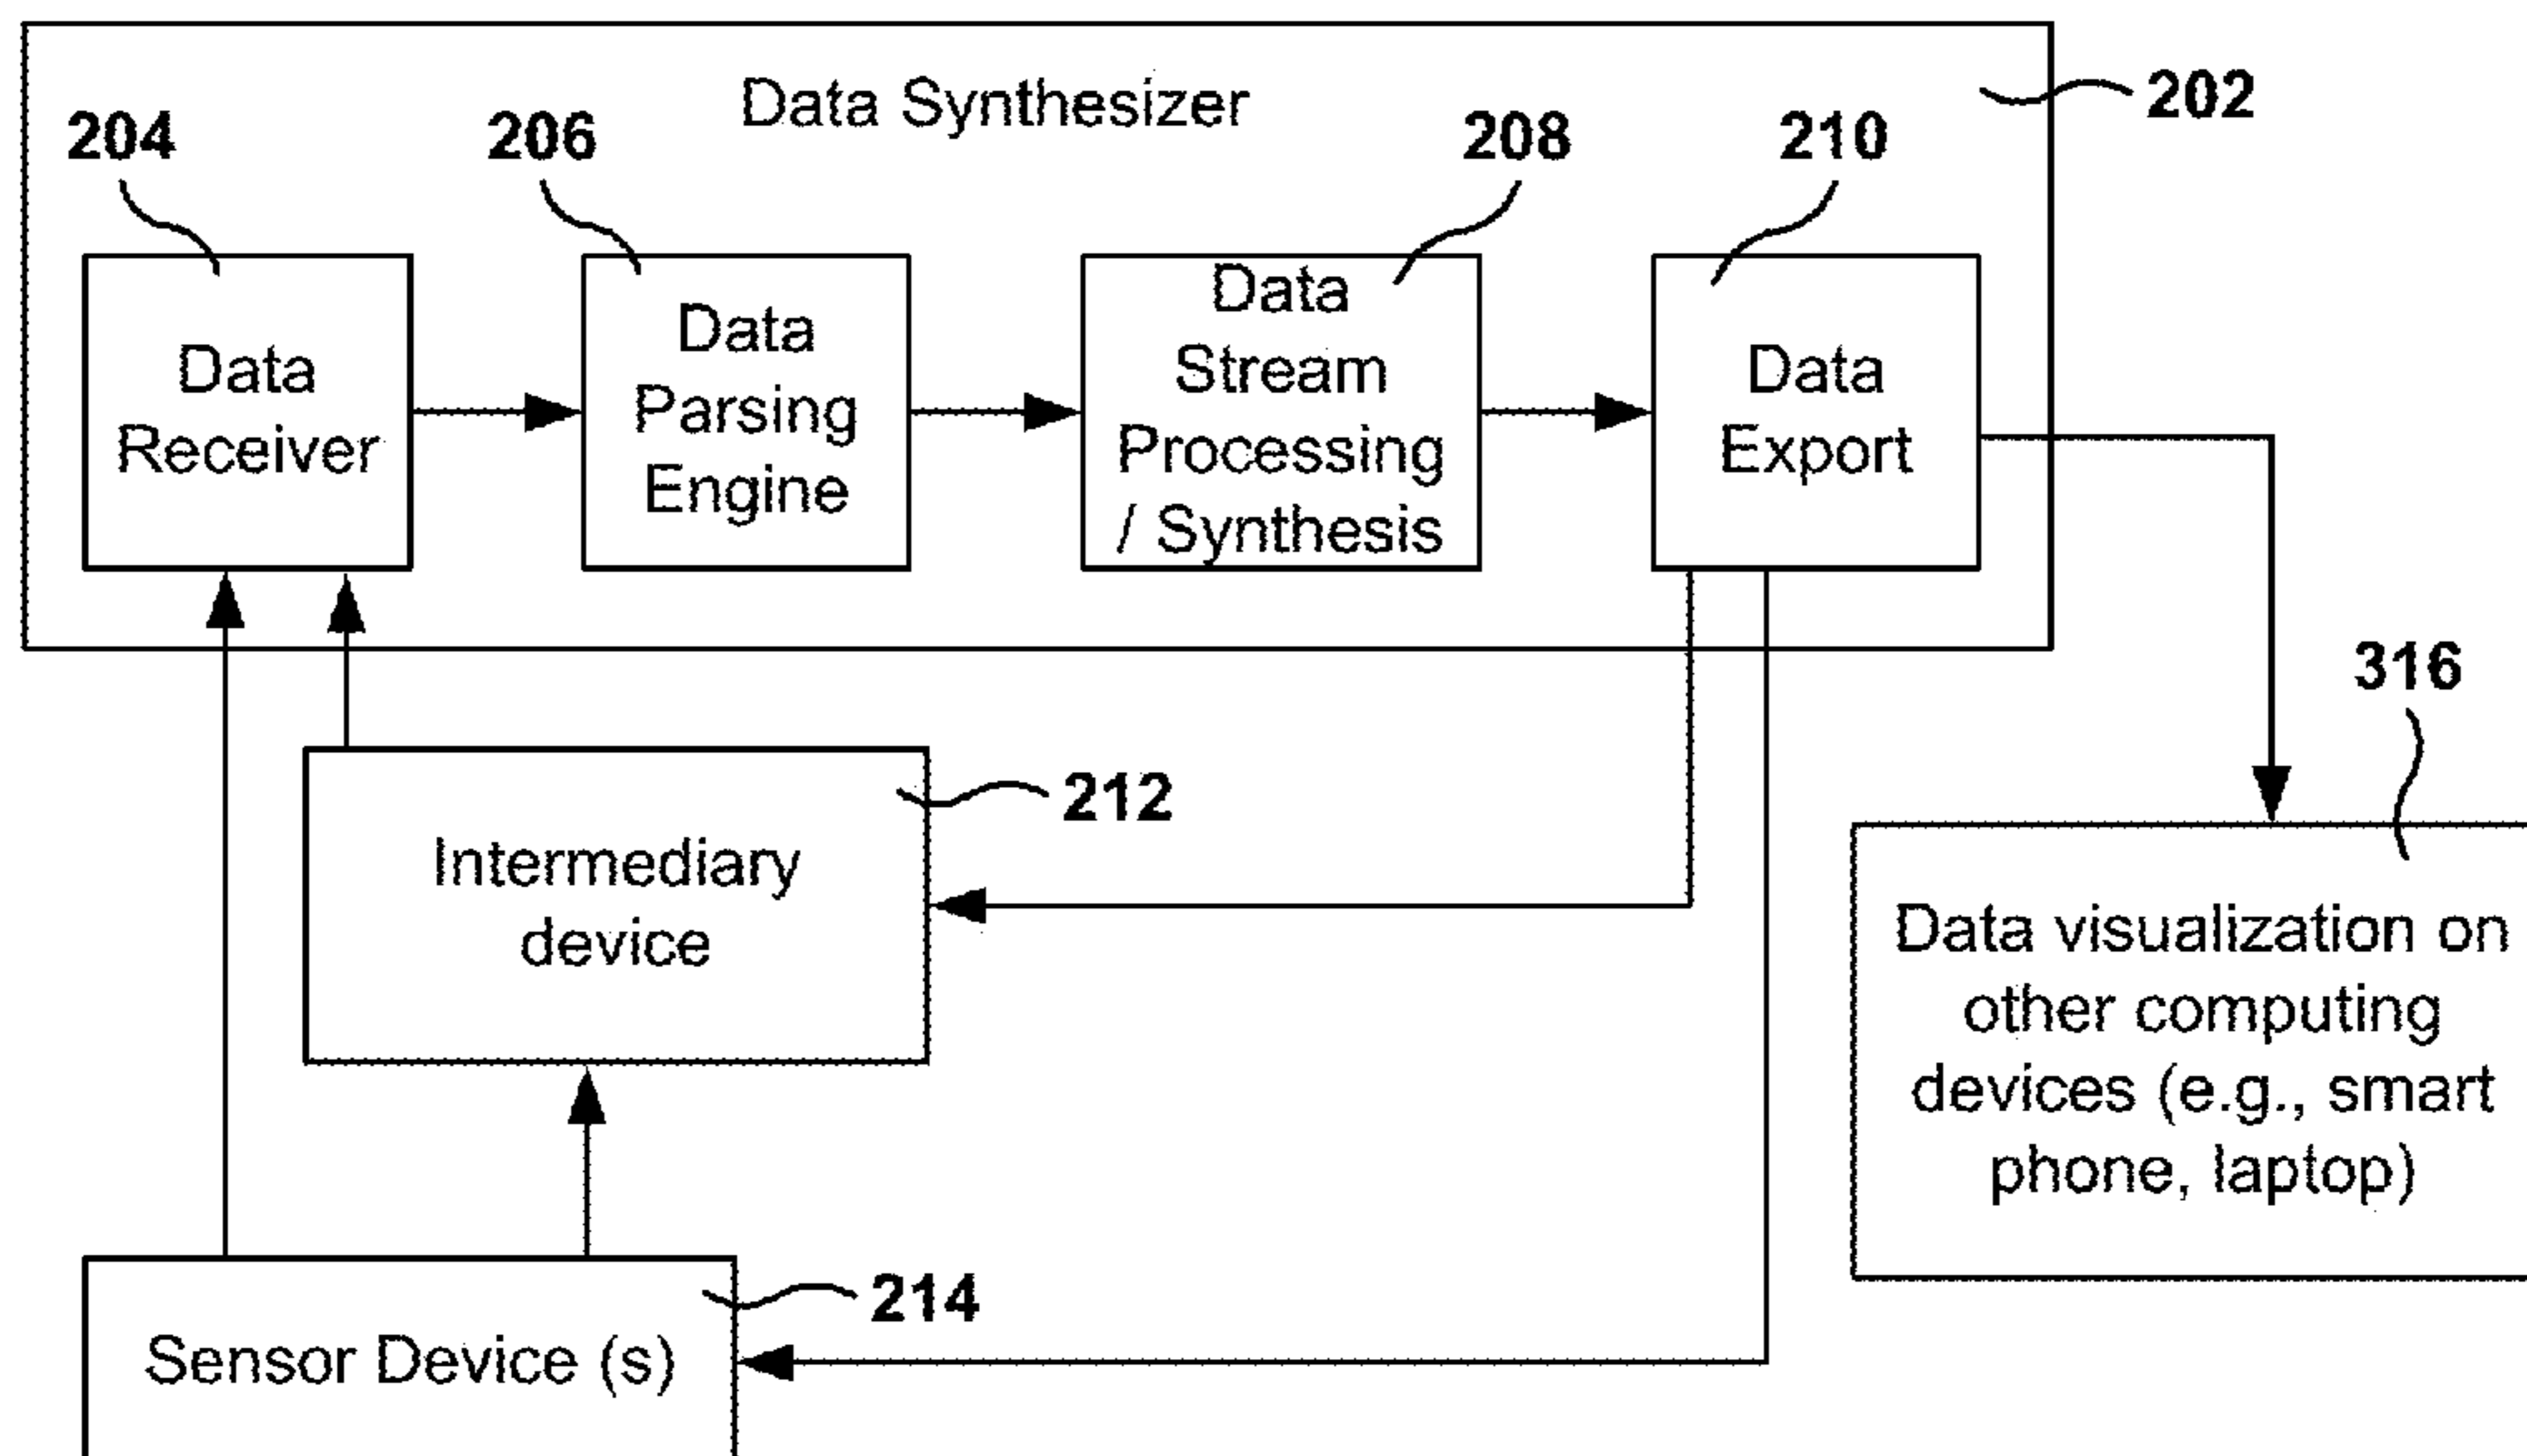 Data Synthesizer
202
204
206
208
210
Data
Receiver
Data
Parsing
Engine
Data
Stream
Processing
/ Synthesis
Data
Export
316
212
Intermediary
device
Data visualization on
other computing
devices (e.g., smart
phone, laptop)
214
Sensor Device (s)